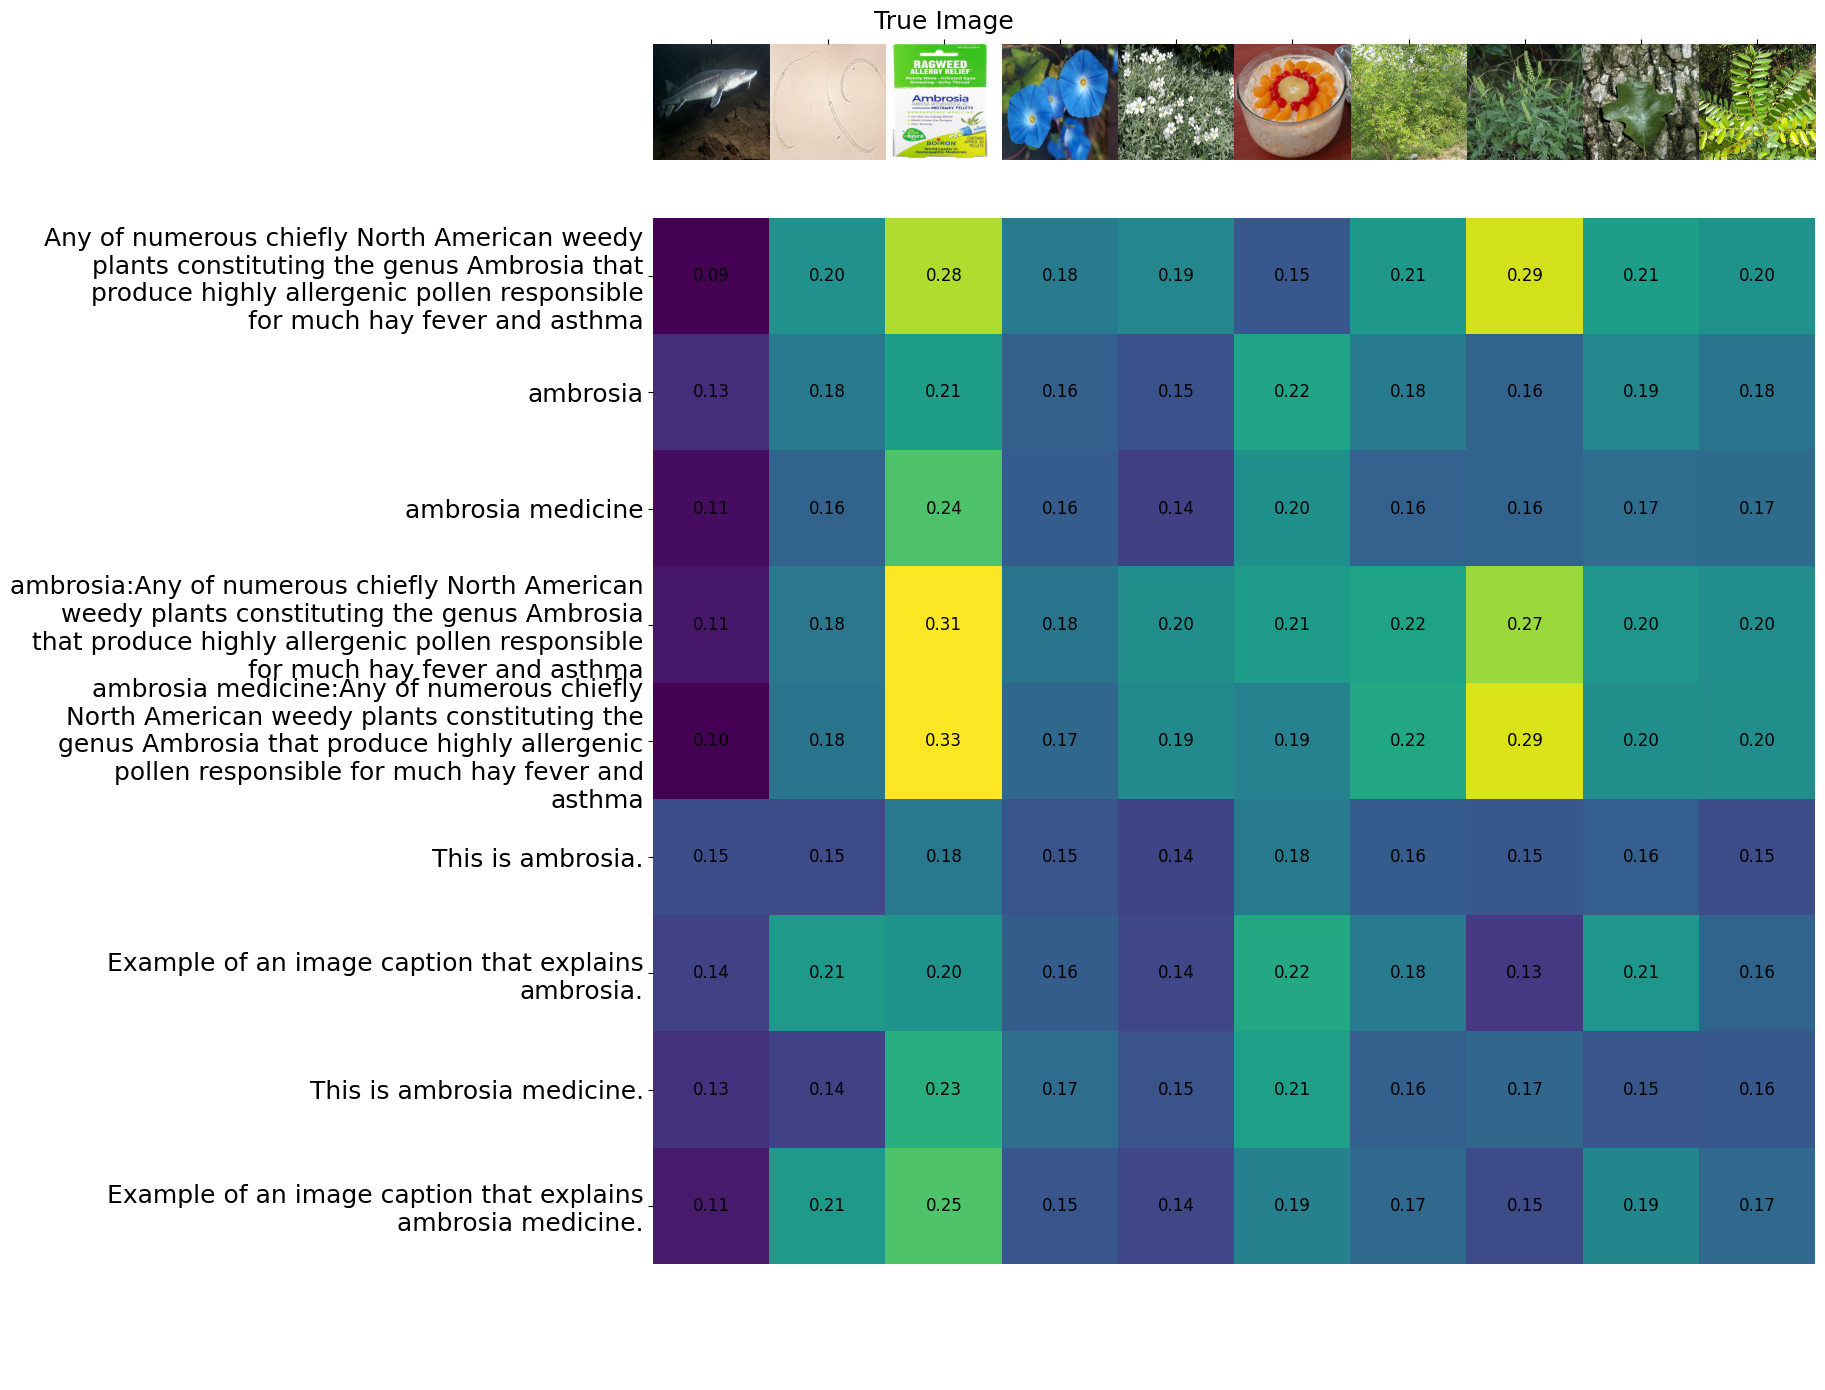 True Image
RAGWEED
ALLERGY RELIEF
Ambrosia
MELTAWAY PELLETS
BOIRON
Any of numerous chiefly North American weedy
plants constituting the genus Ambrosia that
produce highly allergenic pollen responsible
for much hay fever and asthma
0.09 0.20 0.28 0.18 0.19 0.15 0.21 0.29 0.21 0.20
ambrosia
0.13 0.18 0.21 0.16 0.15 0.22 0.18 0.16 0.19 0.18
ambrosia medicine
0.11 0.16 0.24 0.16 0.14 0.20 0.16 0.16 0.17 0.17
ambrosia:Any of numerous chiefly North American
weedy plants constituting the genus Ambrosia
that produce highly allergenic pollen responsible
for much hay fever and asthma
0.11 0.18 0.31 0.18 0.20 0.21 0.22 0.27 0.20 0.20
ambrosia medicine:Any of numerous chiefly
North American weedy plants constituting the
genus Ambrosia that produce highly allergenic
pollen responsible for much hay fever and
asthma
0.10 0.18 0.33 0.17 0.19 0.19 0.22 0.29 0.20 0.20
This is ambrosia.
0.15 0.15 0.18 0.15 0.14 0.18 0.16 0.15 0.16 0.15
Example of an image caption that explains
ambrosia.
0.14 0.21 0.20 0.16 0.14 0.22 0.18 0.13 0.21 0.16
This is ambrosia medicine.
0.13 0.14 0.23 0.17 0.15 0.21 0.16 0.17 0.15 0.16
Example of an image caption that explains
ambrosia medicine.
0.11 0.21 0.25 0.15 0.14 0.19 0.17 0.15 0.19 0.17